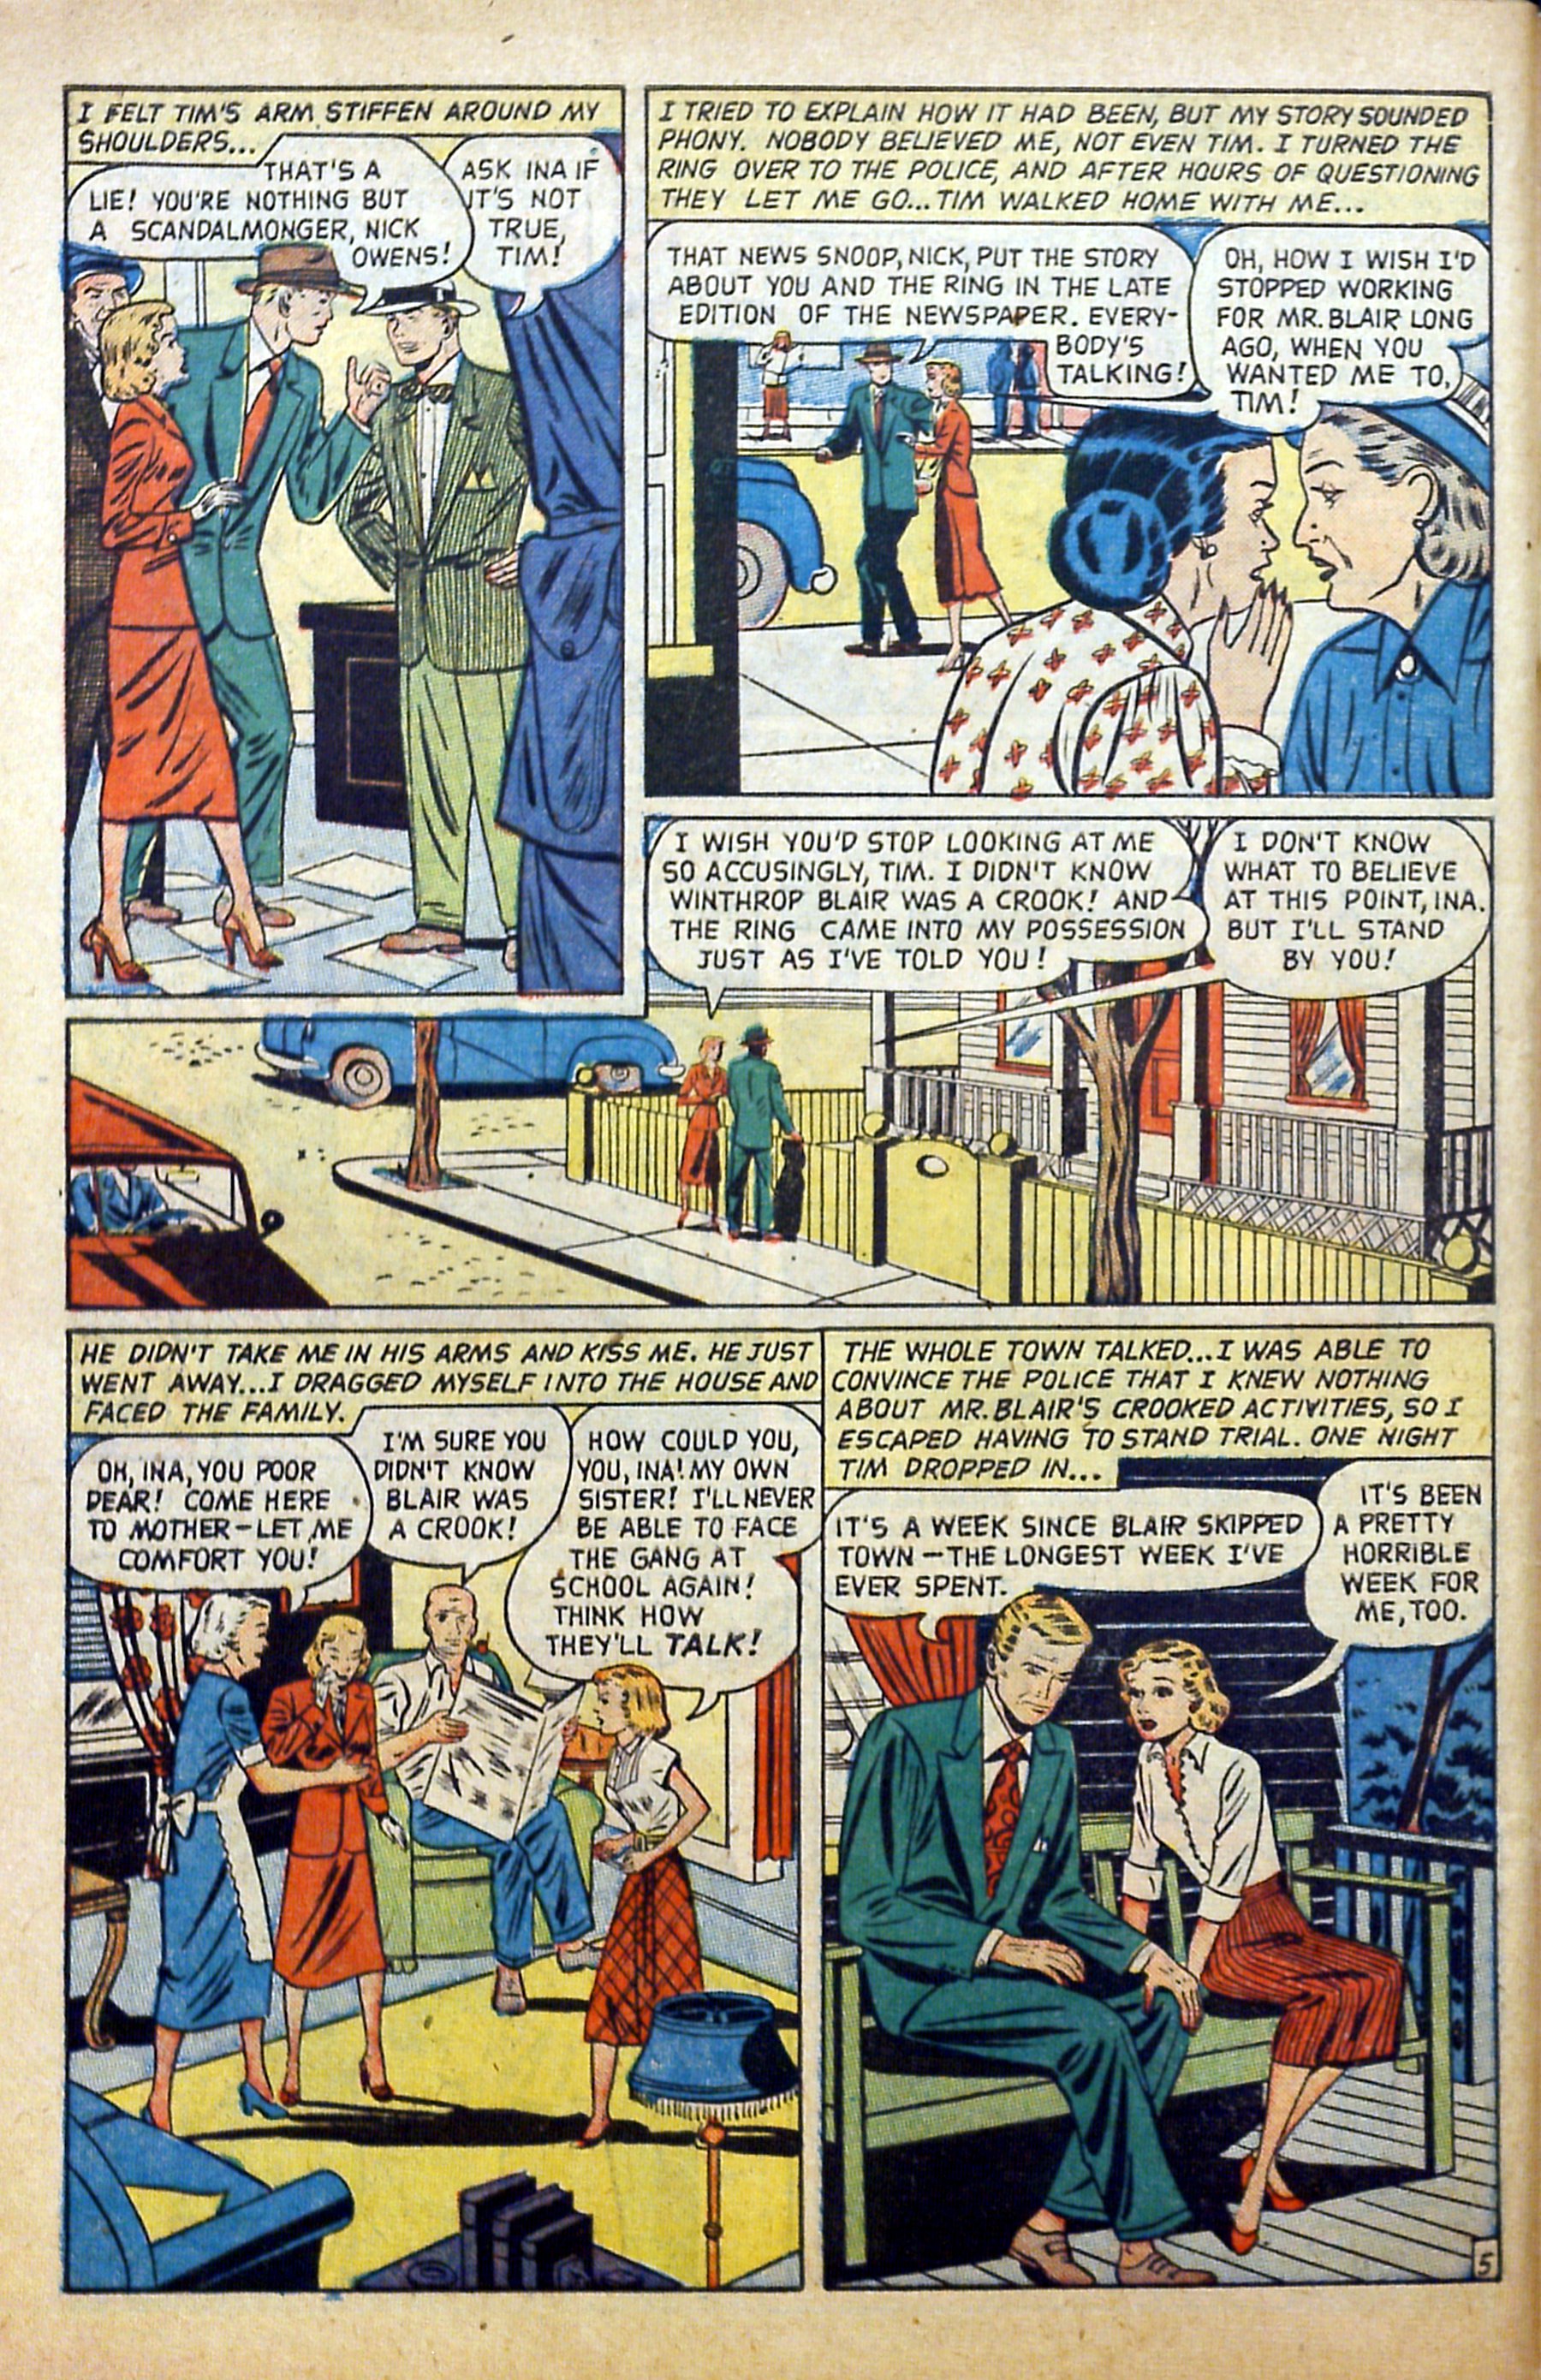 I FELT TIM'S ARM STIFFEN AROUND MY
SHOULDERS...
THAT'S A
LIE! YOU'RE NOTHING BUT
A SCANDALMONGER, NICK
OWENS!
ASK INA IF
IT'S NOT
TRUE,
TIM!
I TRIED TO EXPLAIN HOW IT HAD BEEN, BUT MY STORY SOUNDED
PHONY. NOBODY BELIEVED ME, NOT EVEN TIM. I TURNED THE
RING OVER TO THE POLICE, AND AFTER HOURS OF QUESTIONING
THEY LET ME GO... TIM WALKED HOME WITH ME...
THAT NEWS SNOOP, NICK, PUT THE STORY
ABOUT YOU AND THE RING IN THE LATE
EDITION OF THE NEWSPAPER. EVERY-
BODY'S
TALKING!
OH, HOW I WISH I'D
STOPPED WORKING
FOR MR. BLAIR LONG
AGO, WHEN YOU
WANTED ME TO,
TIM!
I WISH YOU'D STOP LOOKING AT ME
SO ACCUSINGLY, TIM. I DIDN'T KNOW
WINTHROP BLAIR WAS A CROOK! AND
THE RING CAME INTO MY POSSESSION
JUST AS I'VE TOLD YOU!
I DON'T KNOW
WHAT TO BELIEVE
AT THIS POINT, INA.
BUT I'LL STAND
BY YOU!
HE DIDN'T TAKE ME IN HIS ARMS AND KISS ME. HE JUST
WENT AWAY... I DRAGGED MYSELF INTO THE HOUSE AND
FACED THE FAMILY.
OH, INA, YOU POOR
DEAR! COME HERE
TO MOTHER - LET ME
COMFORT YOU!
I'M SURE YOU
DIDN'T KNOW
BLAIR WAS
A CROOK!
HOW COULD YOU,
YOU, INA! MY OWN
SISTER! I'LL NEVER
BE ABLE TO FACE
THE GANG AT
SCHOOL AGAIN!
THINK HOW
THEY'LL TALK!
THE WHOLE TOWN TALKED... I WAS ABLE TO
CONVINCE THE POLICE THAT I KNEW NOTHING
ABOUT MR. BLAIR'S CROOKED ACTIVITIES, SO I
ESCAPED HAVING TO STAND TRIAL. ONE NIGHT
TIM DROPPED IN...
IT'S A WEEK SINCE BLAIR SKIPPED
TOWN - THE LONGEST WEEK I'VE
EVER SPENT.
IT'S BEEN
A PRETTY
HORRIBLE
WEEK FOR
ME, TOO.
5